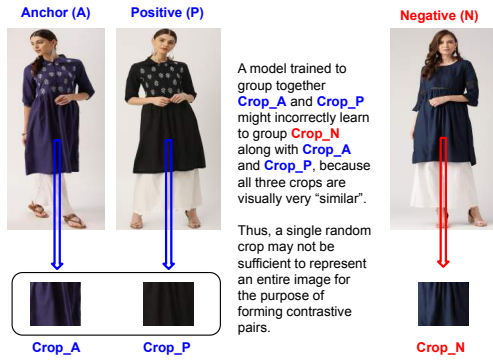 Anchor (A)
Positive (P)
Negative (N)
A model trained to
group together
Crop_A and Crop_P
might incorrectly learn
to group Crop_N
along with Crop_A
and Crop_P, because
all three crops are
visually very “similar”.
Thus, a single random
crop may not be
sufficient to represent
an entire image for
the purpose of
forming contrastive
pairs.
Crop_A
Crop_P
Crop_N